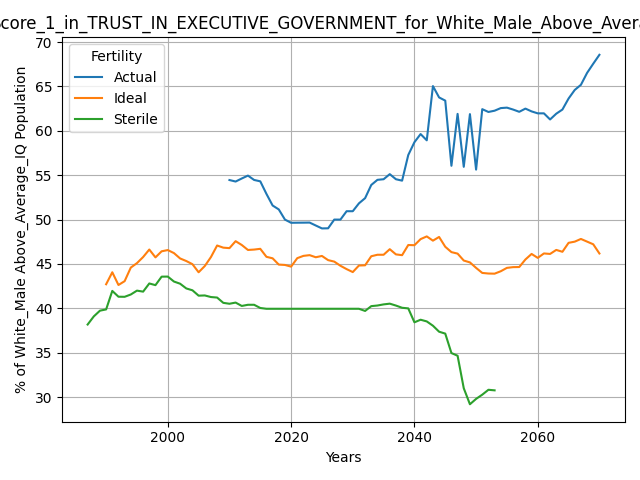 core_1_in_TRUST_IN_EXECUTIVE_GOVERNMENT_for_White_Male_Above_Avera
% of White_Male Above_Average_IQ Population
70
65
60
55
50
45
40
35
30
Fertility
Actual
Ideal
Sterile
2000
2020
2040
2060
Years